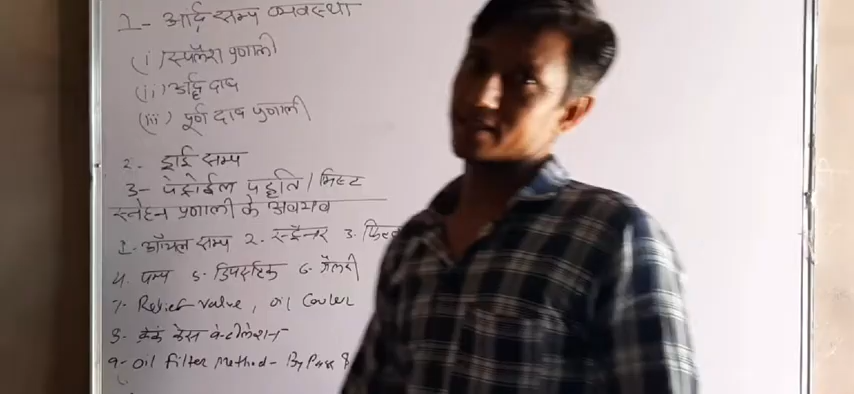 1- आर्द्र सम्प व्यवस्था
(i) स्प्लैश प्रणाली
(ii) अर्द्ध दाब
(iii) पूर्ण दाब प्रणाली
2- ड्राई सम्प
3- पेट्रोईल पद्दति / मिस्ट
स्नेहन प्रणाली के अवयव
1. ऑयल सम्प 2. स्ट्रैनर 3.
4. पम्प 5. डिपस्टिक 6. गैलरी
7. Relief Valve, oil Cooler
8- क्रैंक केस वेन्टीलेशन
9- Oil Filter Method - By Pass